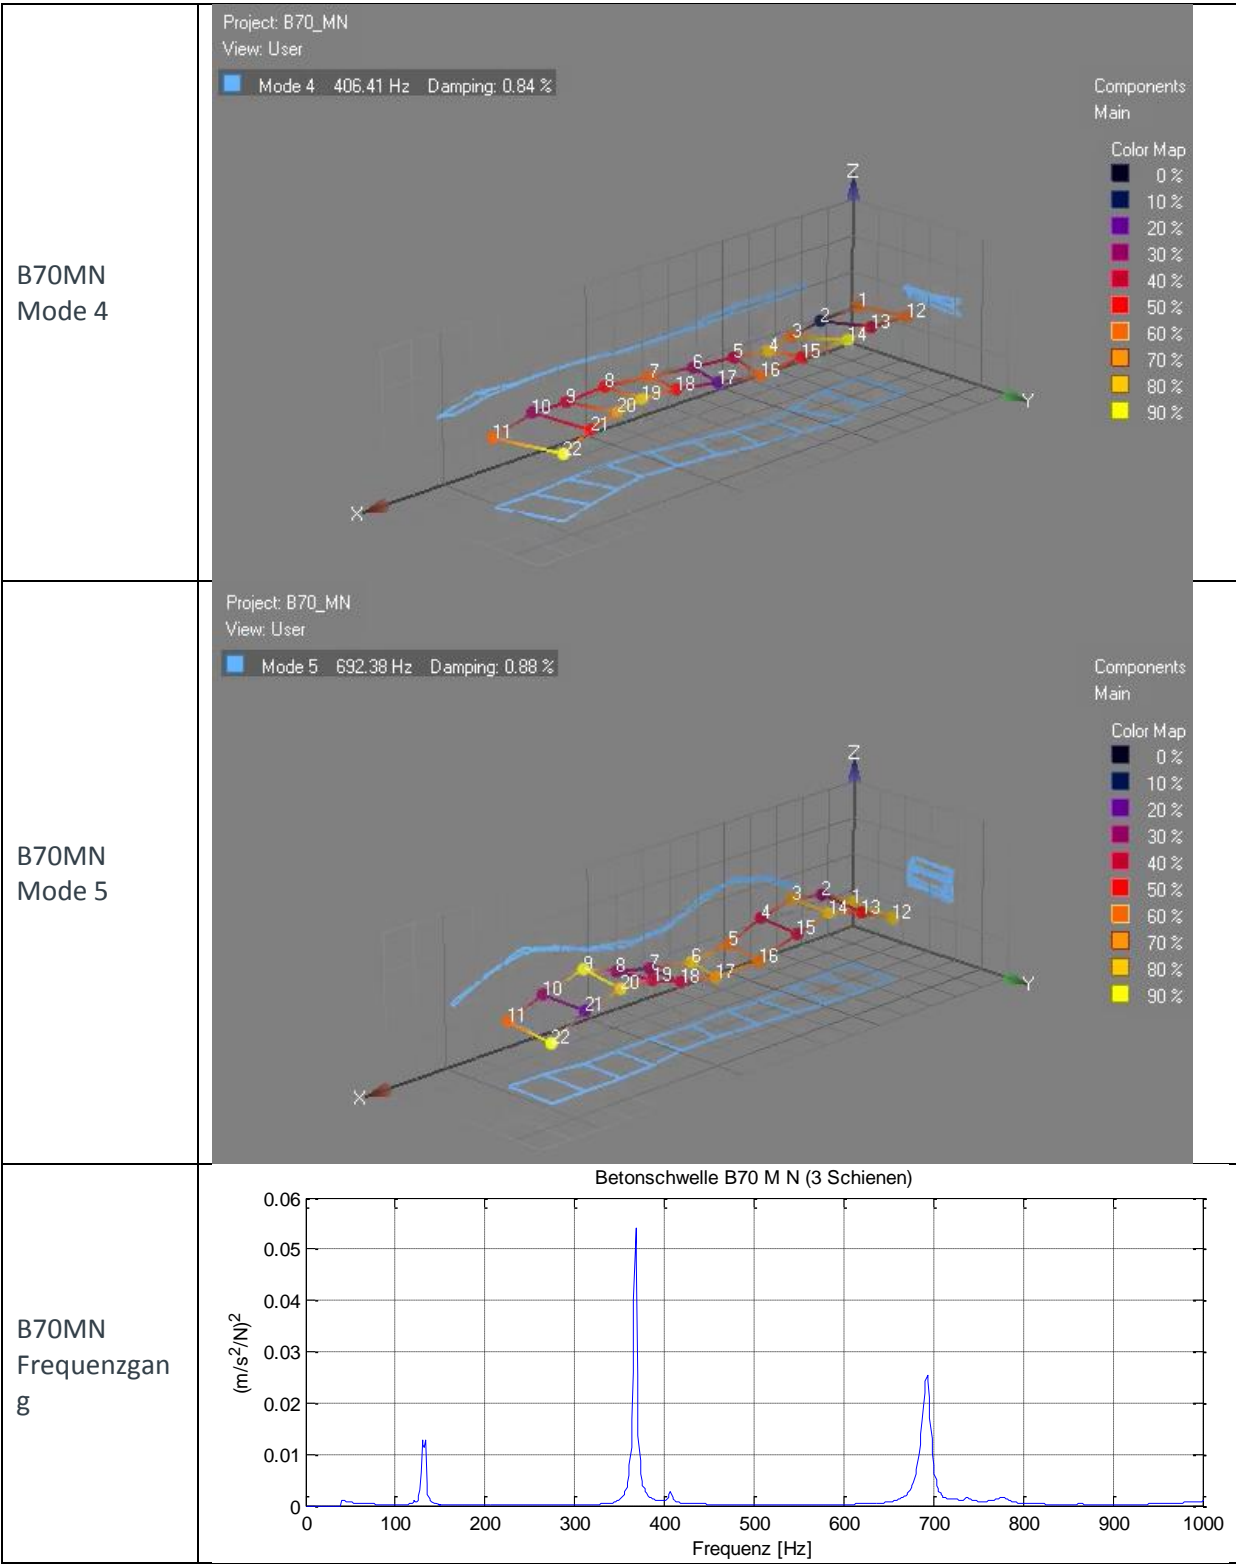 B70MN
Mode 4
Project: B70_MN
View: User
Mode 4 406.41 Hz Damping: 0.84 %
Components
Main
Color Map
0 %
10 %
20 %
30 %
40 %
50 %
60 %
70 %
80 %
90 %
Z
Y
X
1
2
3
4
5
6
7
8
9
10
11
12
13
14
15
16
17
18
19
20
21
22
B70MN
Mode 5
Project: B70_MN
View: User
Mode 5 692.38 Hz Damping: 0.88 %
Components
Main
Color Map
0 %
10 %
20 %
30 %
40 %
50 %
60 %
70 %
80 %
90 %
Z
Y
X
1
2
3
4
5
6
7
8
9
10
11
12
13
14
15
16
17
18
19
20
21
22
B70MN
Frequenzgan
g
Betonschwelle B70 M N (3 Schienen)
(m/s²/N)²
0.06
0.05
0.04
0.03
0.02
0.01
0
0 100 200 300 400 500 600 700 800 900 1000
Frequenz [Hz]